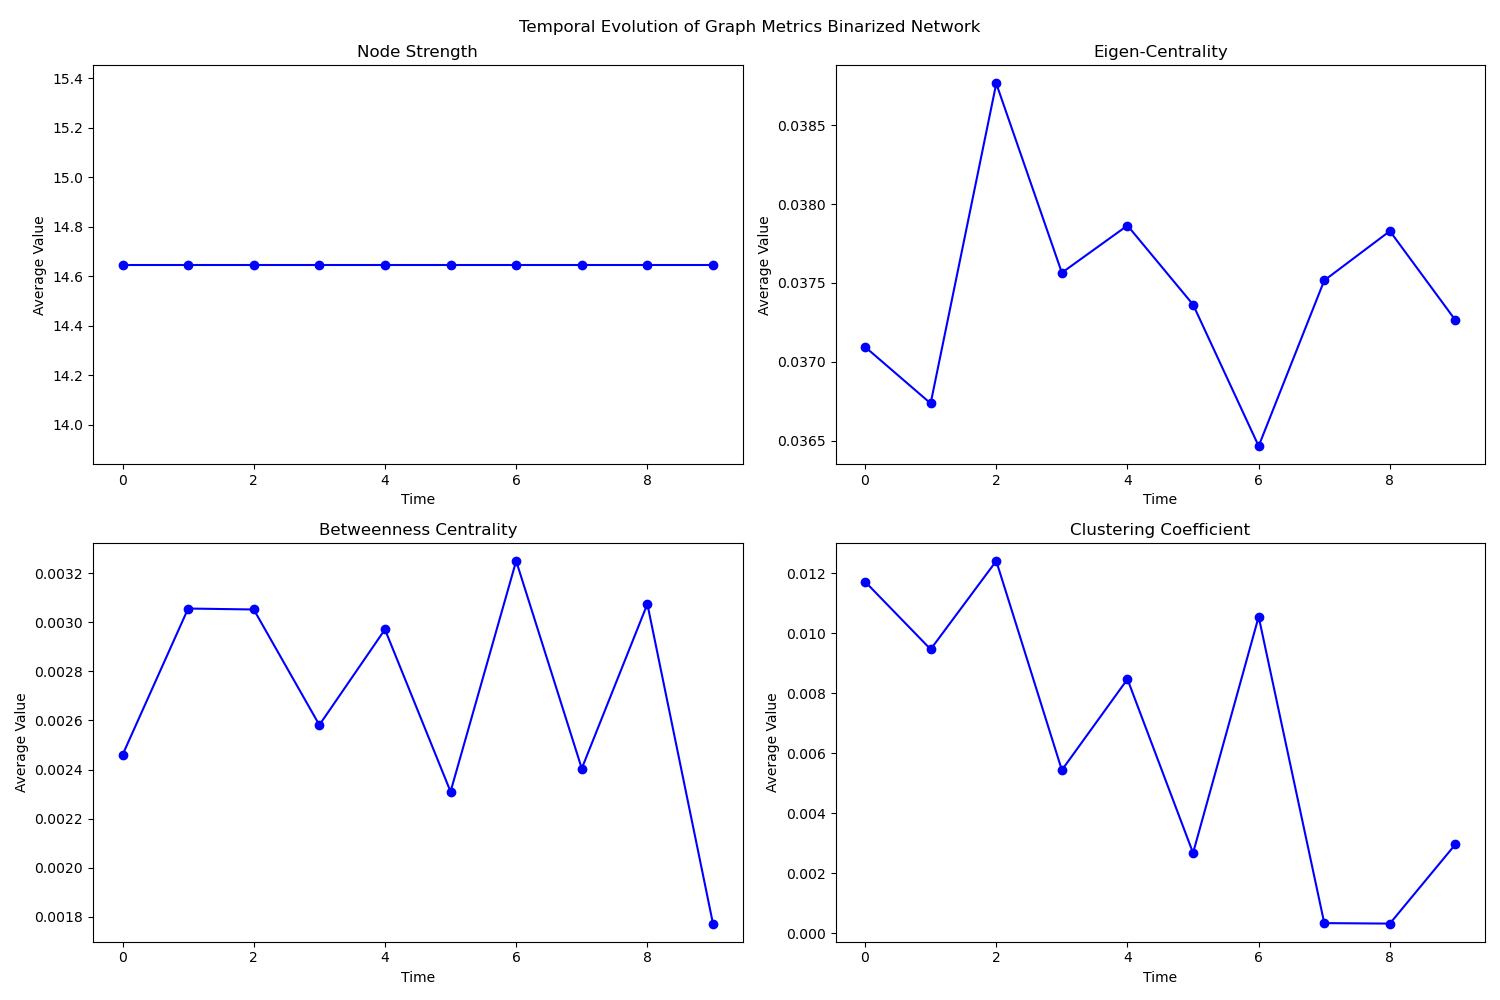 Temporal Evolution of Graph Metrics Binarized Network
Node Strength
Average Value
15.4
15.2
15.0
14.8
14.6
14.4
14.2
14.0
0 2 4 6 8
Time
Eigen-Centrality
Average Value
0.0385
0.0380
0.0375
0.0370
0.0365
0 2 4 6 8
Time
Betweenness Centrality
Average Value
0.0032
0.0030
0.0028
0.0026
0.0024
0.0022
0.0020
0.0018
0 2 4 6 8
Time
Clustering Coefficient
Average Value
0.012
0.010
0.008
0.006
0.004
0.002
0.000
0 2 4 6 8
Time